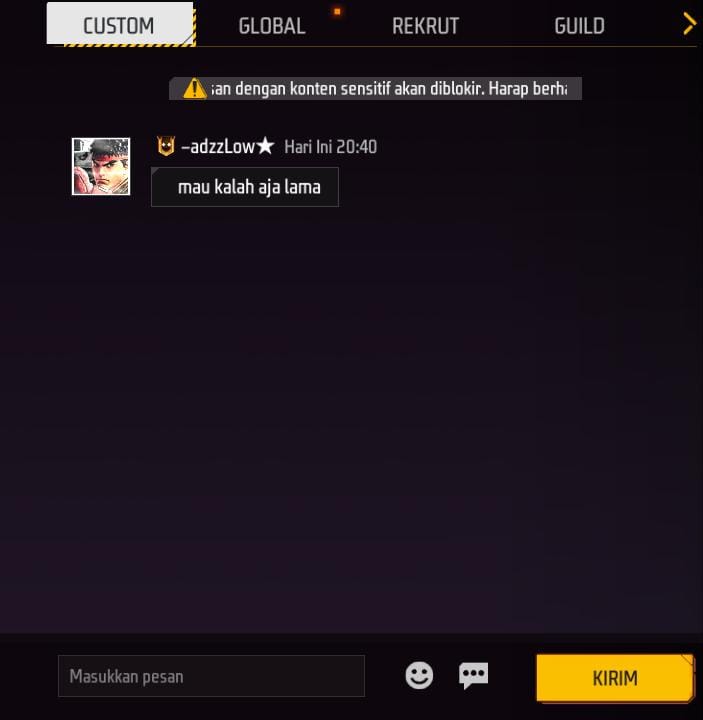 CUSTOM GLOBAL REKRUT GUILD
san dengan konten sensitif akan diblokir. Harap berha
–adzzLow★ Hari Ini 20:40
mau kalah aja lama
Masukkan pesan KIRIM